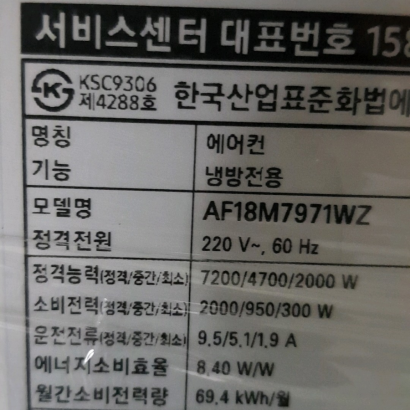 서비스센터 대표번호 158
KSC9306
제4288호
한국산업표준화법에
명칭 에어컨
기능 냉방전용
모델명 AF18M7971WZ
정격전원 220 V~, 60 Hz
정격능력(정격/중간/최소) 7200/4700/2000 W
소비전력(정격/중간/최소) 2000/950/300 W
운전전류(정격/중간/최소) 9.5/5.1/1.9 A
에너지소비효율 8.40 W/W
월간소비전력량 69.4 kWh/월